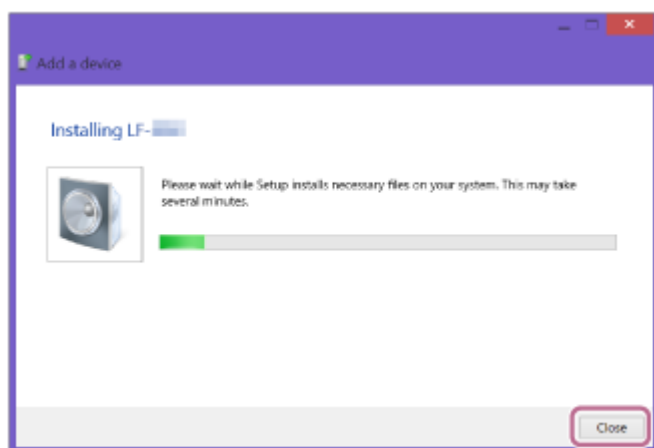 Add a device
Installing LF-
Please wait while Setup installs necessary files on your system. This may take
several minutes.
Close